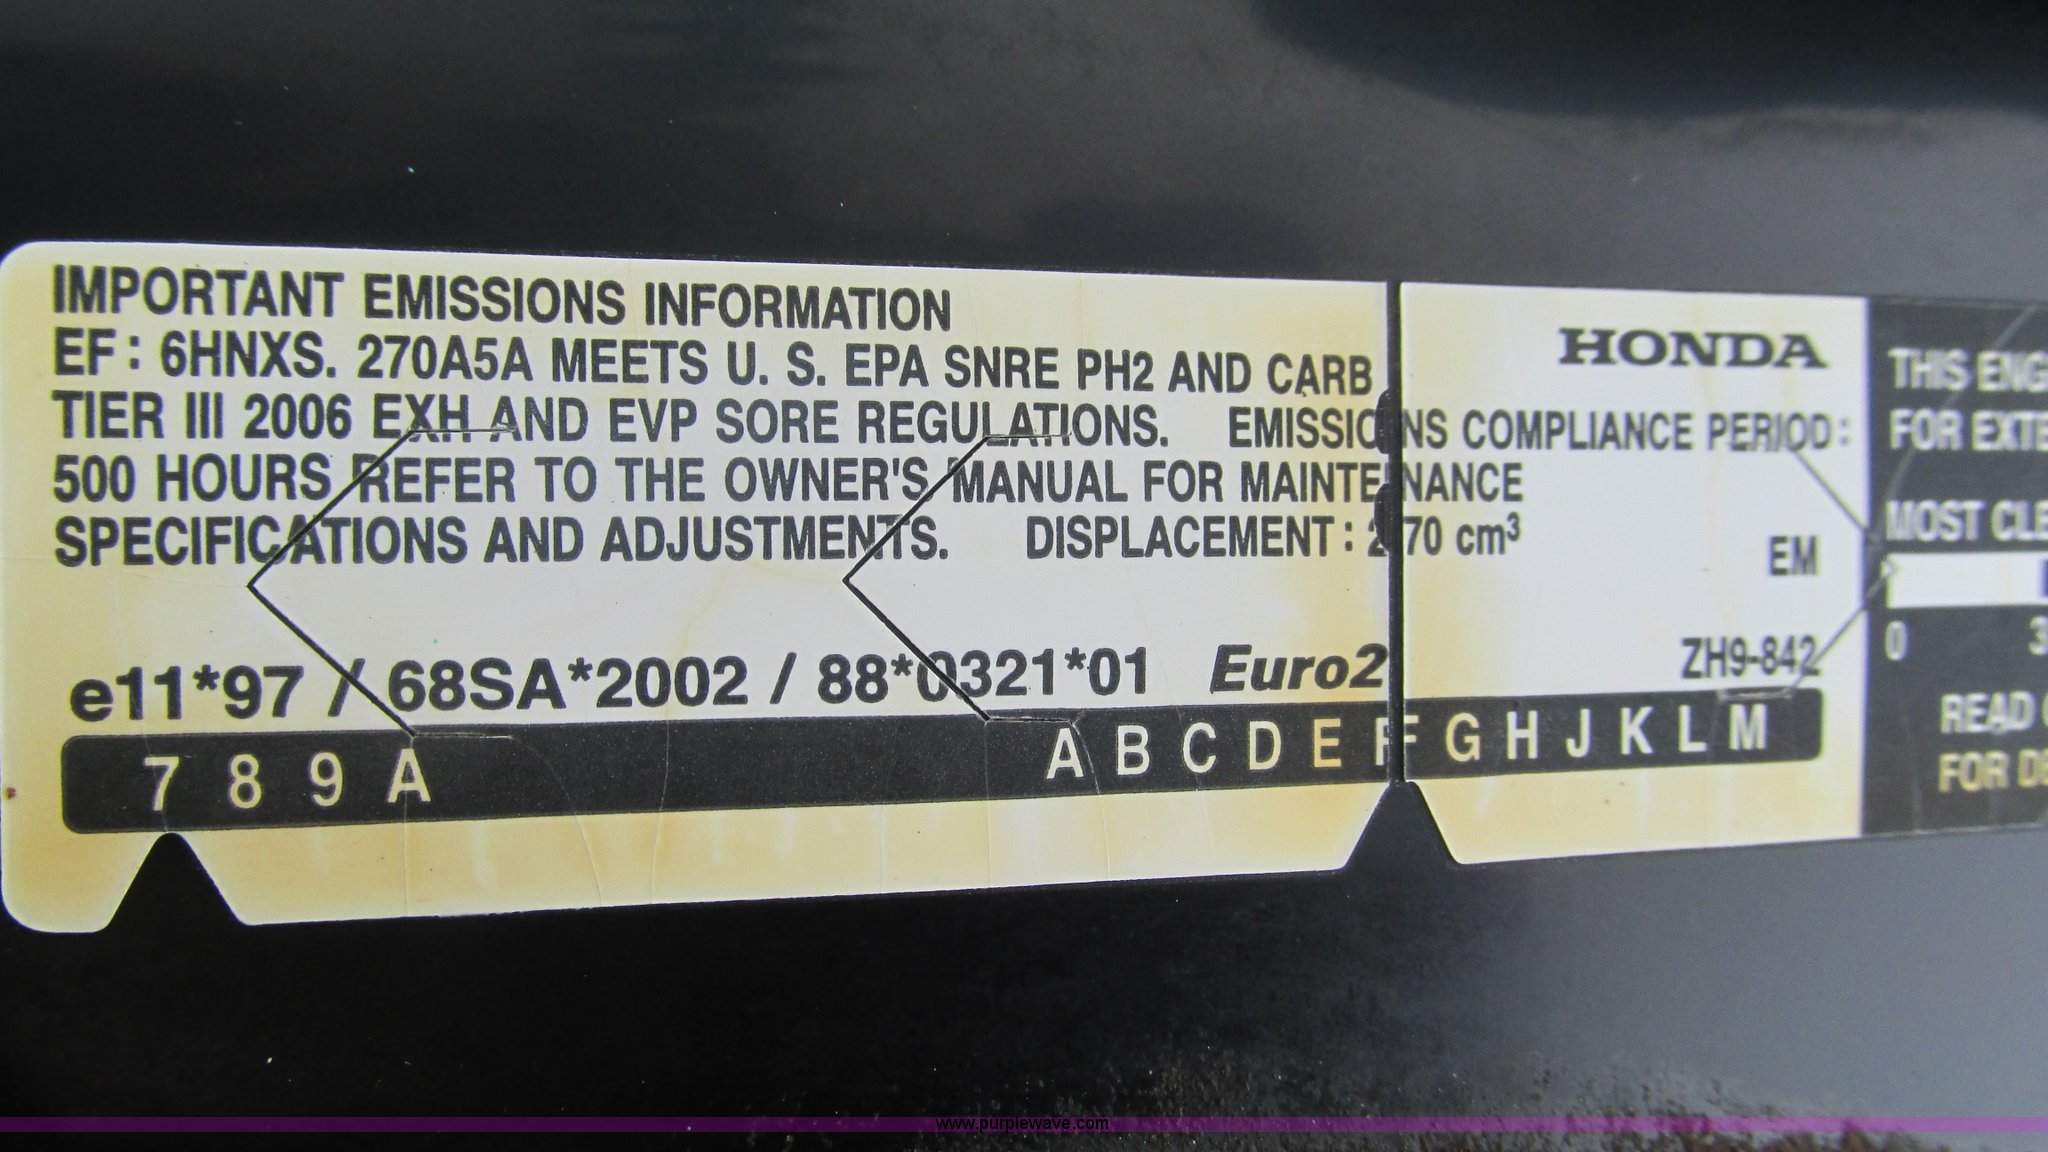 IMPORTANT EMISSIONS INFORMATION
EF: 6HNXS. 270A5A MEETS U. S. EPA SNRE PH2 AND CARB
TIER III 2006 EXH AND EVP SORE REGULATIONS. EMISSIONS COMPLIANCE PERIOD:
500 HOURS REFER TO THE OWNER'S MANUAL FOR MAINTENANCE
SPECIFICATIONS AND ADJUSTMENTS. DISPLACEMENT: 270 cm³
e11*97 / 68SA*2002 / 88*0321*01 Euro2
7 8 9 A
A B C D E F G H J K L M
HONDA
EM
ZH9-842
THIS ENG
FOR EXTE
MOST CLE
0 3
READ
FOR DE
www.purplewave.com